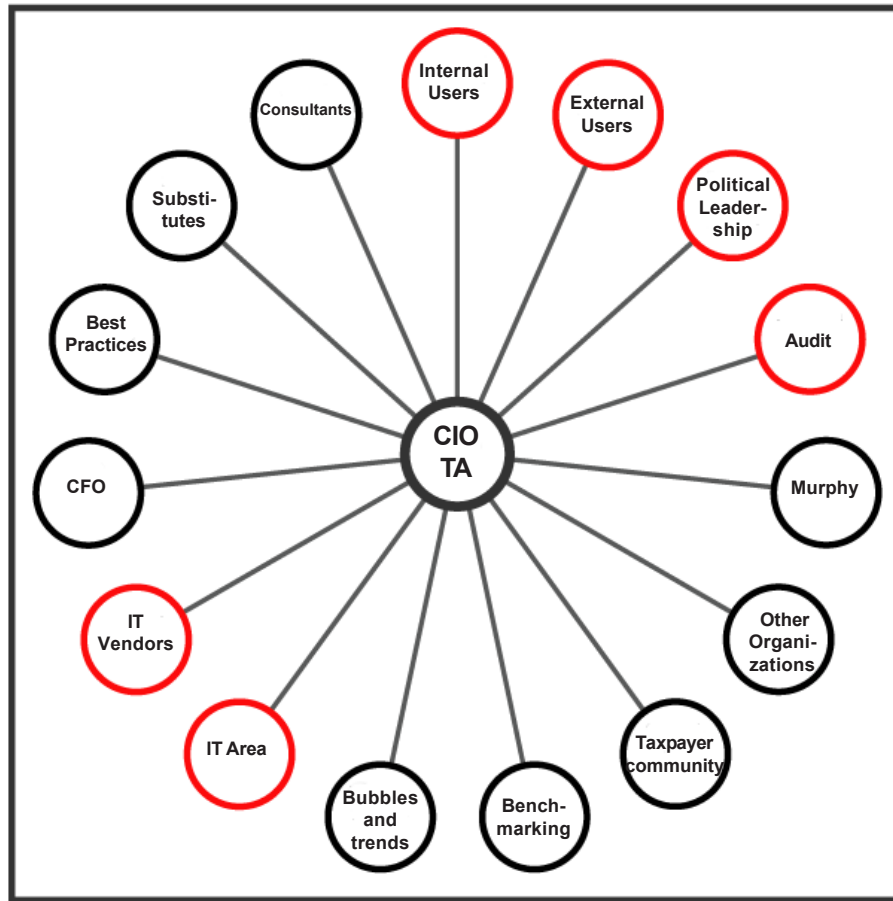 Internal
Users
External
Users
Political
Leader-
ship
Audit
Murphy
Other
Organi-
zations
Taxpayer
community
Bench-
marking
Bubbles
and
trends
IT Area
IT
Vendors
CFO
Best
Practices
Substi-
tutes
Consultants
CIO
TA